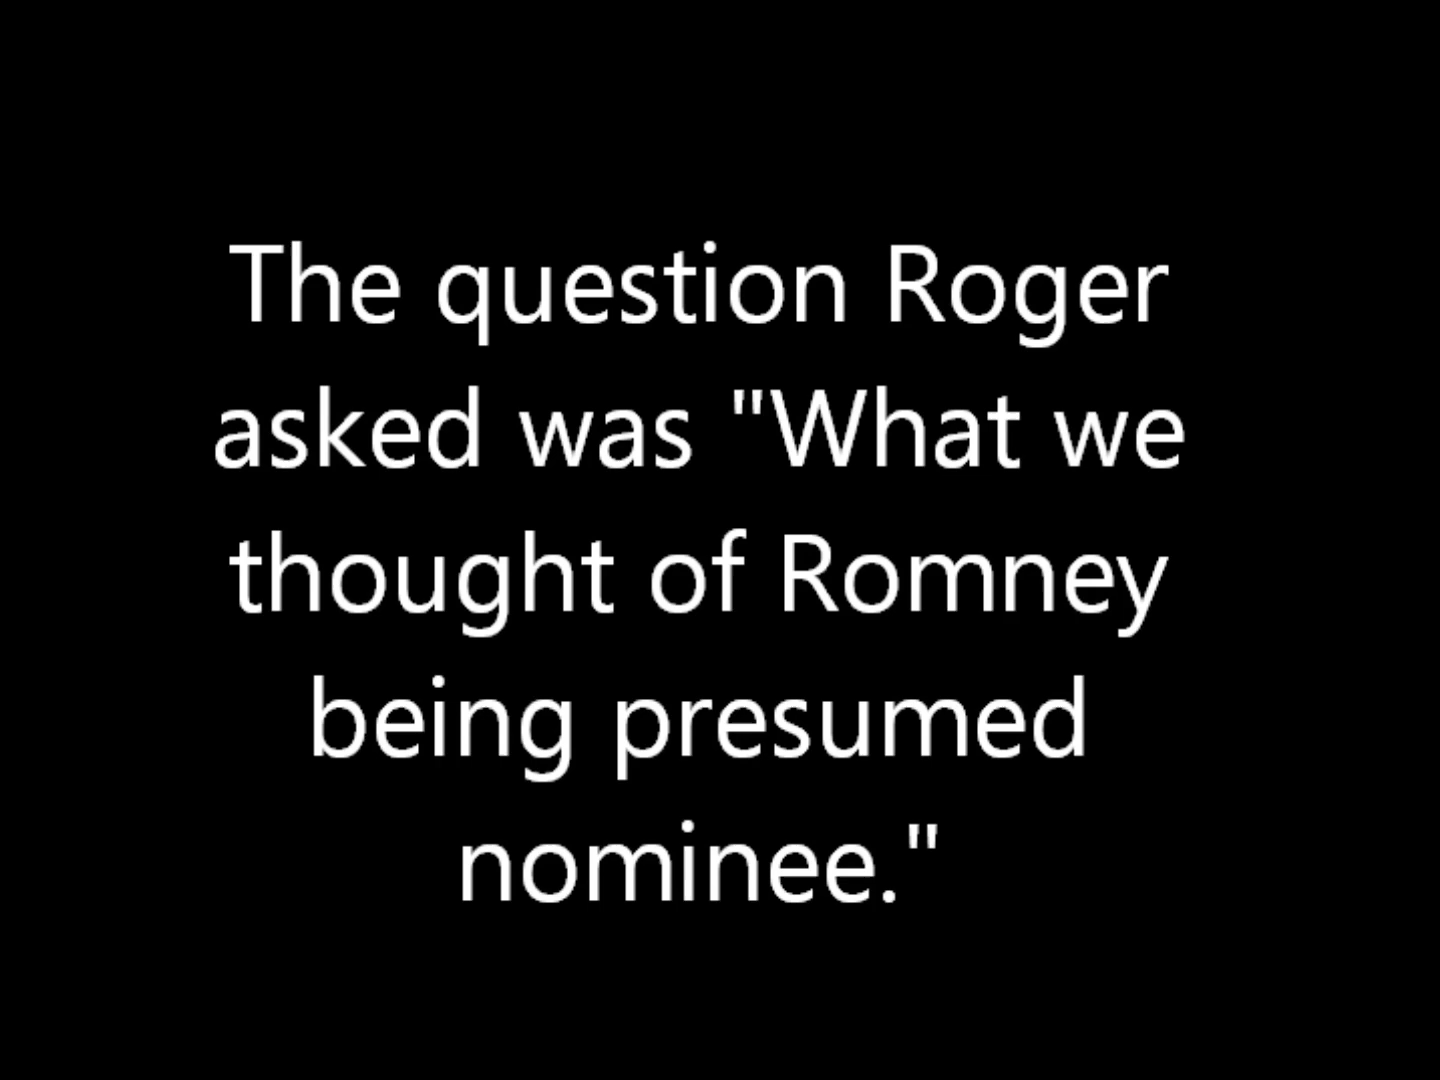 The question Roger
asked was "What we
thought of Romney
being presumed
nominee."